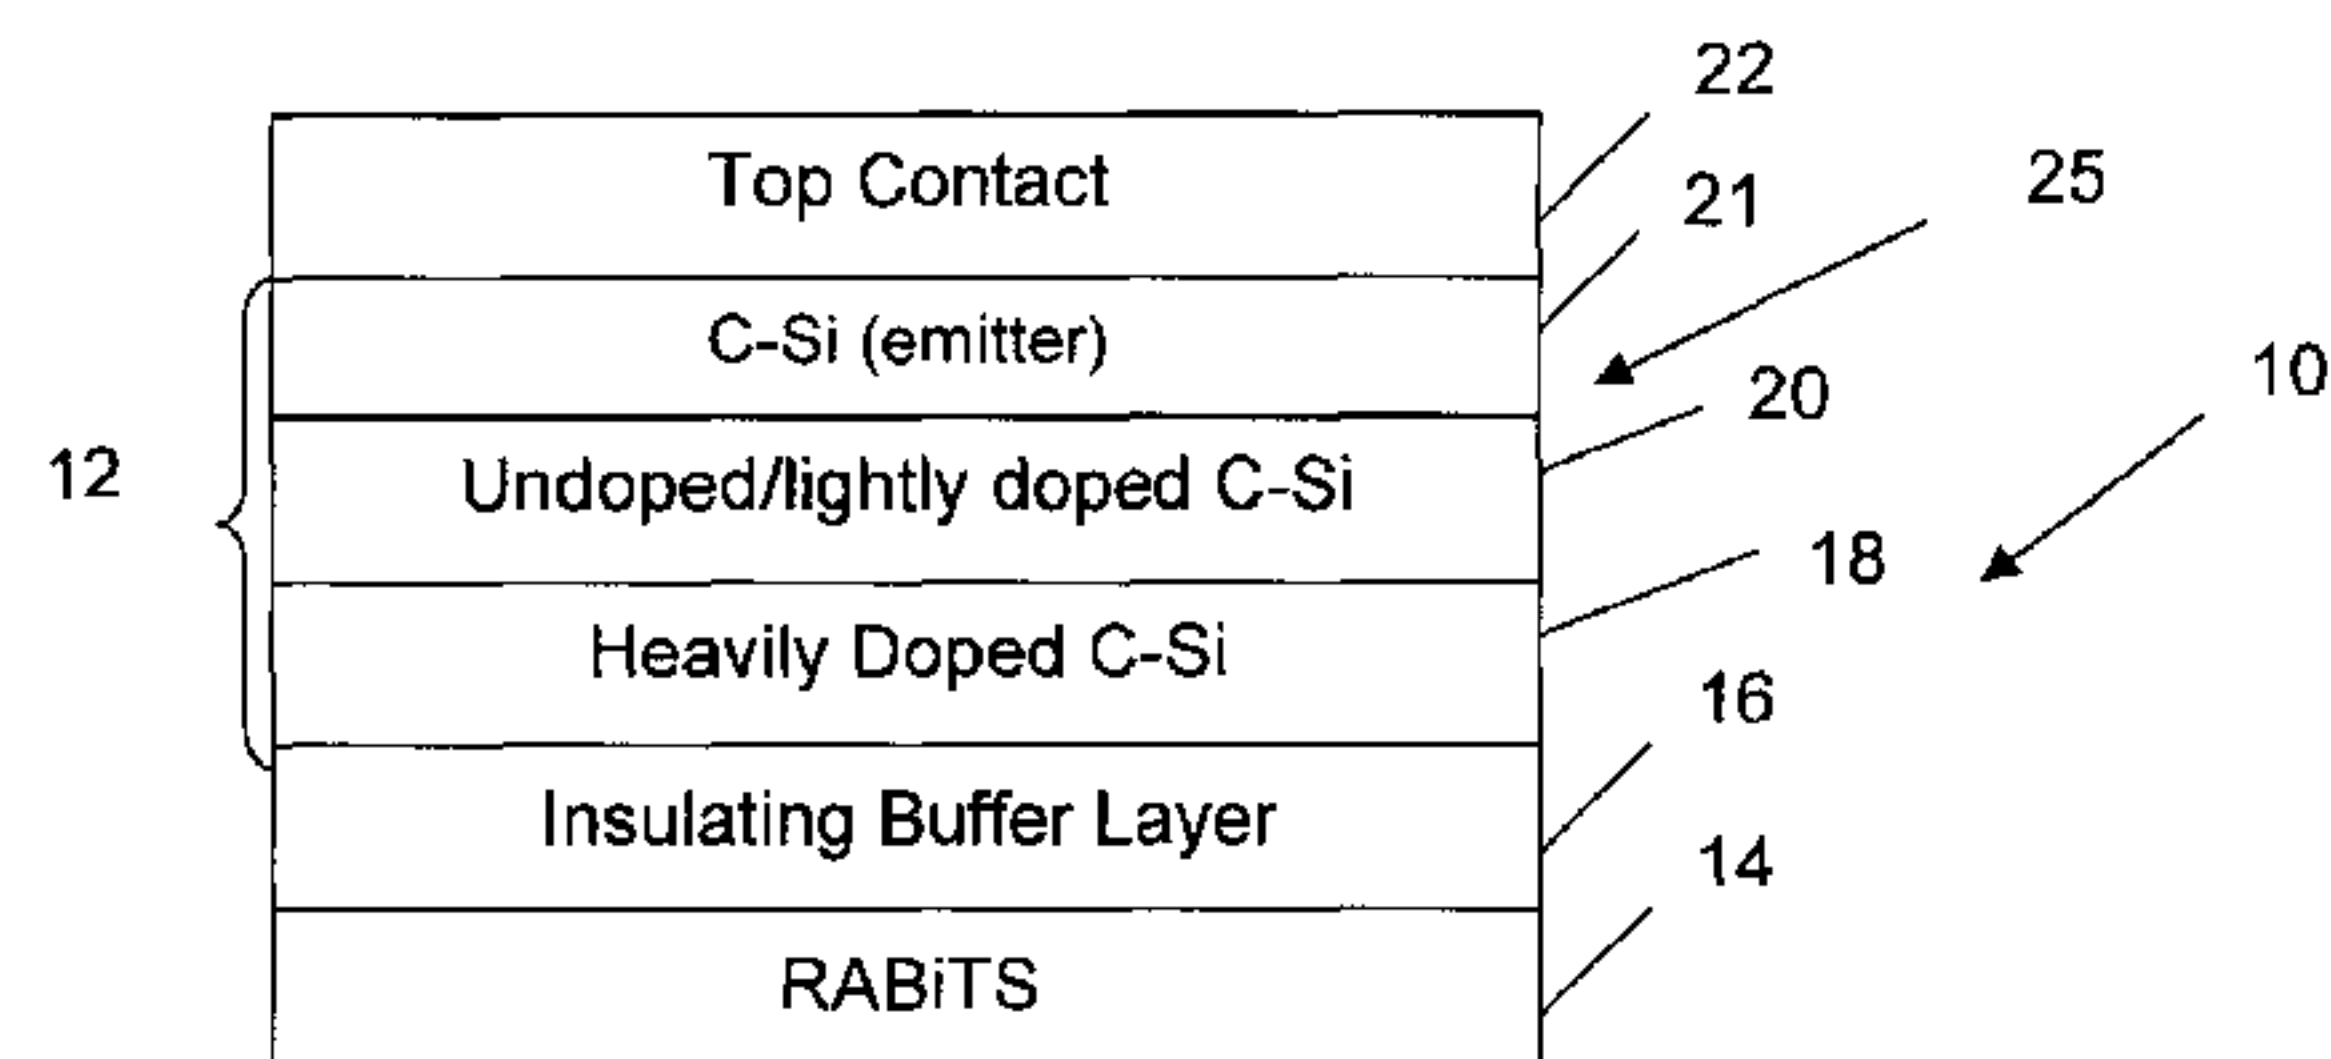 22
Top Contact
21
25
C-Si (emitter)
10
20
12
Undoped/lightly doped C-Si
18
Heavily Doped C-Si
16
Insulating Buffer Layer
14
RABiTS